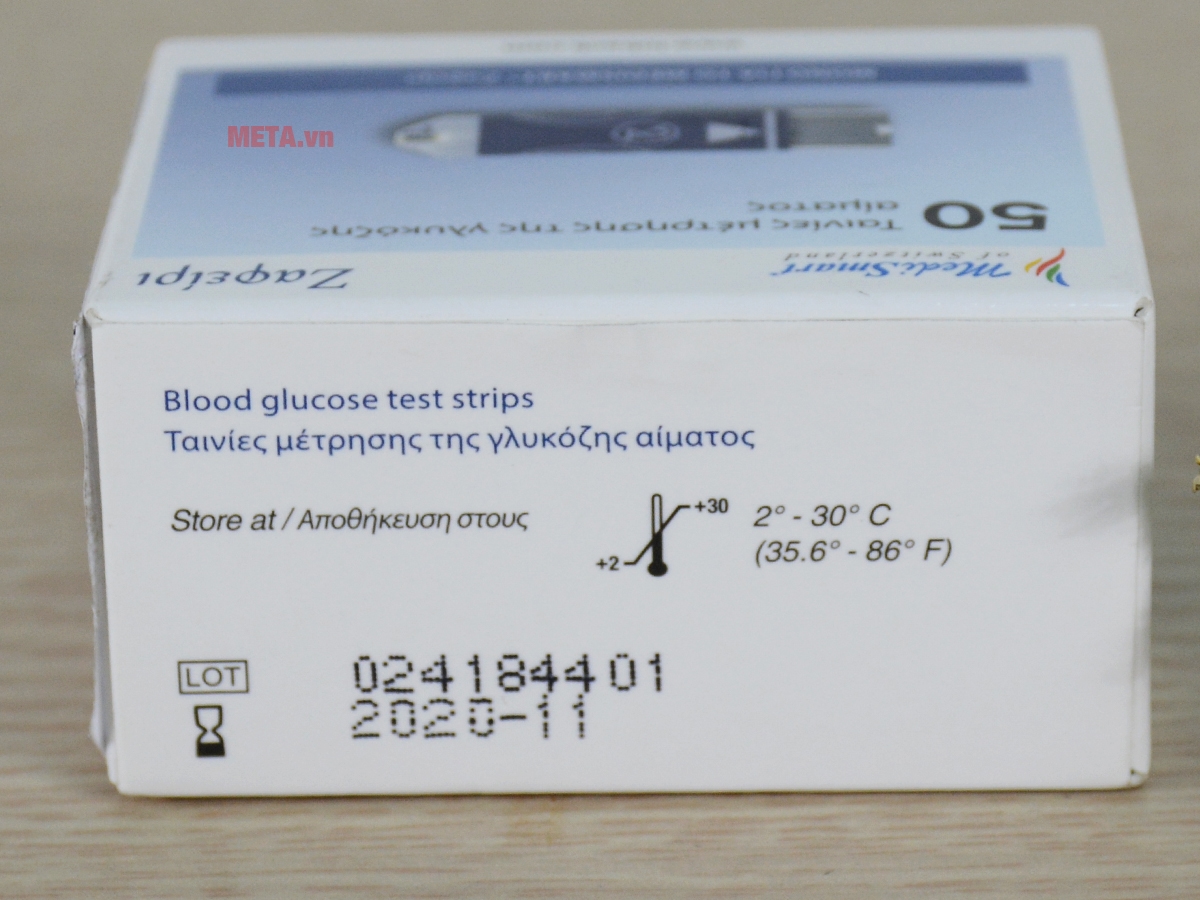 META.vn
50
Ταινίες μέτρησης της γλυκόζης
αίματος
MediSmart
of Switzerland
Ζαφείρι
Blood glucose test strips
Ταινίες μέτρησης της γλυκόζης αίματος
Store at / Αποθήκευση στους
+30
+2
2° - 30° C
(35.6° - 86° F)
LOT
024184401
2020-11